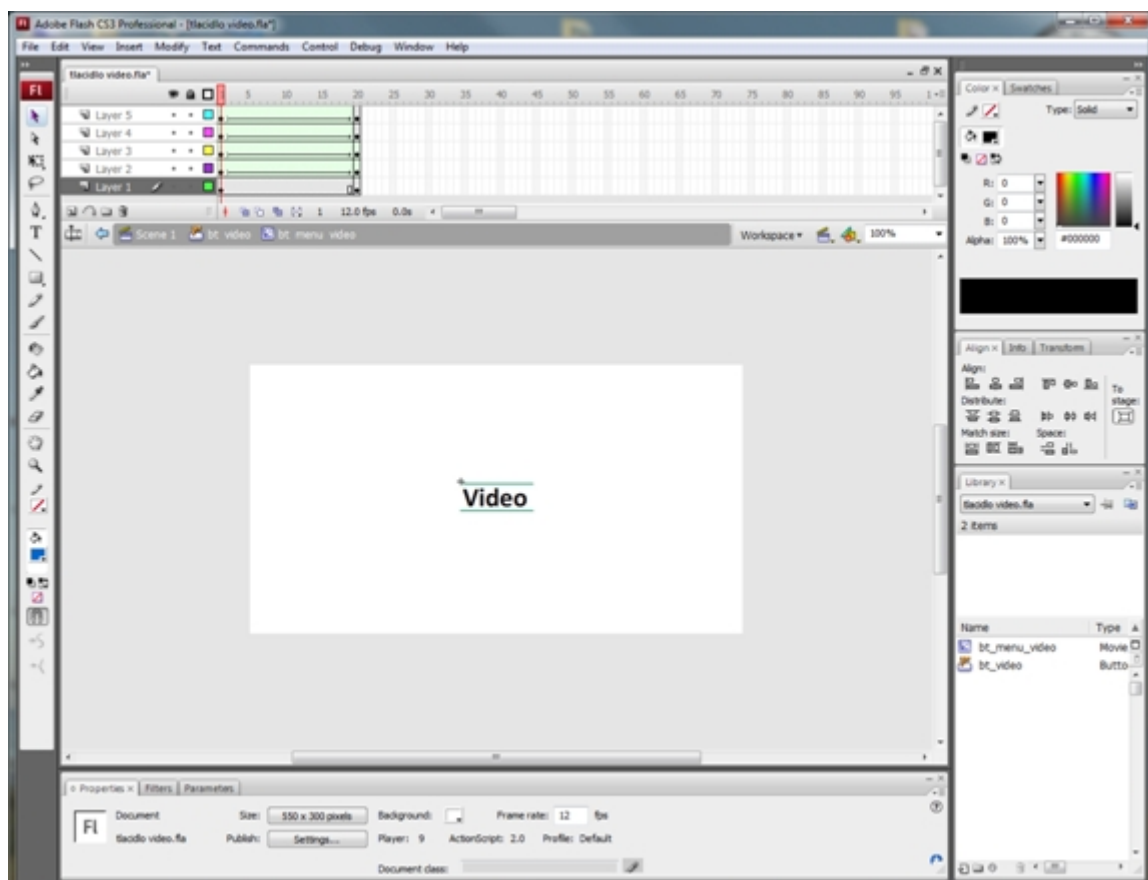 Adobe Flash CS3 Professional - [tlacidlo video.fla*]
File Edit View Insert Modify Text Commands Control Debug Window Help
tlacidlo video.fla*
5 10 15 20 25 30 35 40 45 50 55 60 65 70 75 80 85 90 95
Layer 5
Layer 4
Layer 3
Layer 2
Layer 1
1 12.0 fps 0.0s
Scene 1 bt_video bt_menu_video Workspace 100%
Video
Properties Filters Parameters
Fl
Document Size: 550 x 300 pixels Background: Frame rate: 12 fps
tlacidlo video.fla Publish: Settings... Player: 9 ActionScript: 2.0 Profile: Default
Document class:
Fl
T
Color Swatches
Type: Solid
R: 0
G: 0
B: 0
Alpha: 100% #000000
Align Info Transform
Align:
To stage:
Distribute:
Match size: Space:
Library
tlacidlo video.fla
2 items
Name Type
bt_menu_video Movie
bt_video Butto